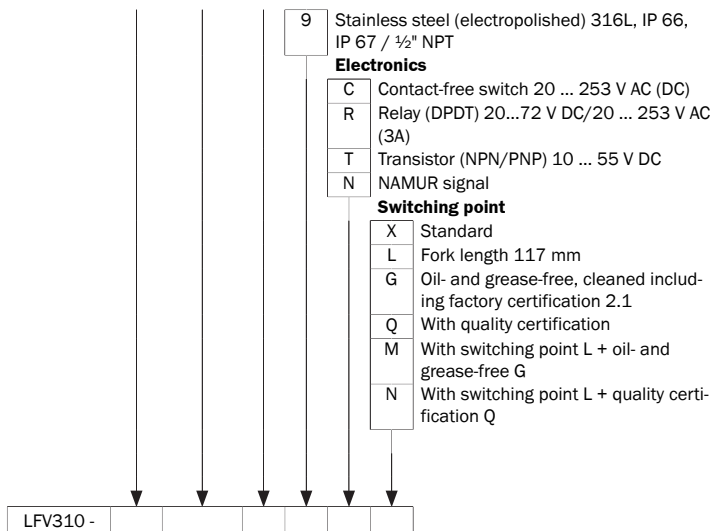 9 Stainless steel (electropolished) 316L, IP 66,
IP 67 / ½" NPT
Electronics
C Contact-free switch 20 ... 253 V AC (DC)
R Relay (DPDT) 20...72 V DC/20 ... 253 V AC
(3A)
T Transistor (NPN/PNP) 10 ... 55 V DC
N NAMUR signal
Switching point
X Standard
L Fork length 117 mm
G Oil- and grease-free, cleaned includ-
ing factory certification 2.1
Q With quality certification
M With switching point L + oil- and
grease-free G
N With switching point L + quality certi-
fication Q
LFV310 -